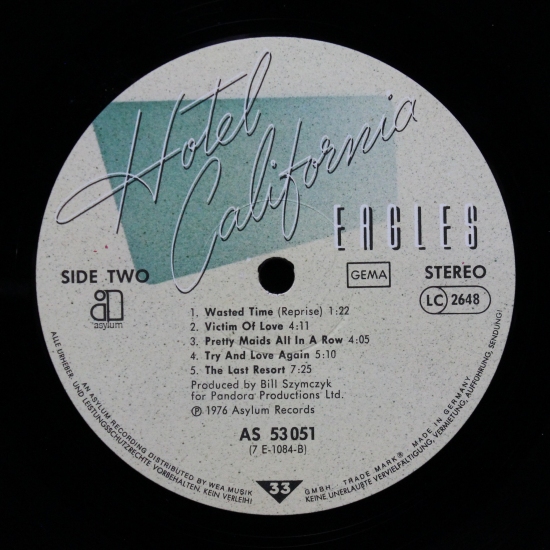 Hotel
California
EAGLES
SIDE TWO
GEMA
STEREO
asylum
LC 2648
1. Wasted Time (Reprise) 1:22
2. Victim Of Love 4:11
3. Pretty Maids All In A Row 4:05
4. Try And Love Again 5:10
5. The Last Resort 7:25
Produced by Bill Szymczyk
for Pandora Productions Ltd.
℗ 1976 Asylum Records
AS 53 051
(7 E-1084-B)
33
AN ASYLUM RECORDING DISTRIBUTED BY WEA MUSIK GMBH. TRADE MARK® MADE IN GERMANY
ALLE URHEBER- UND LEISTUNGSSCHUTZRECHTE VORBEHALTEN. KEIN VERLEIH! KEINE UNERLAUBTE VERVIELFÄLTIGUNG, VERMIETUNG, AUFFÜHRUNG, SENDUNG!